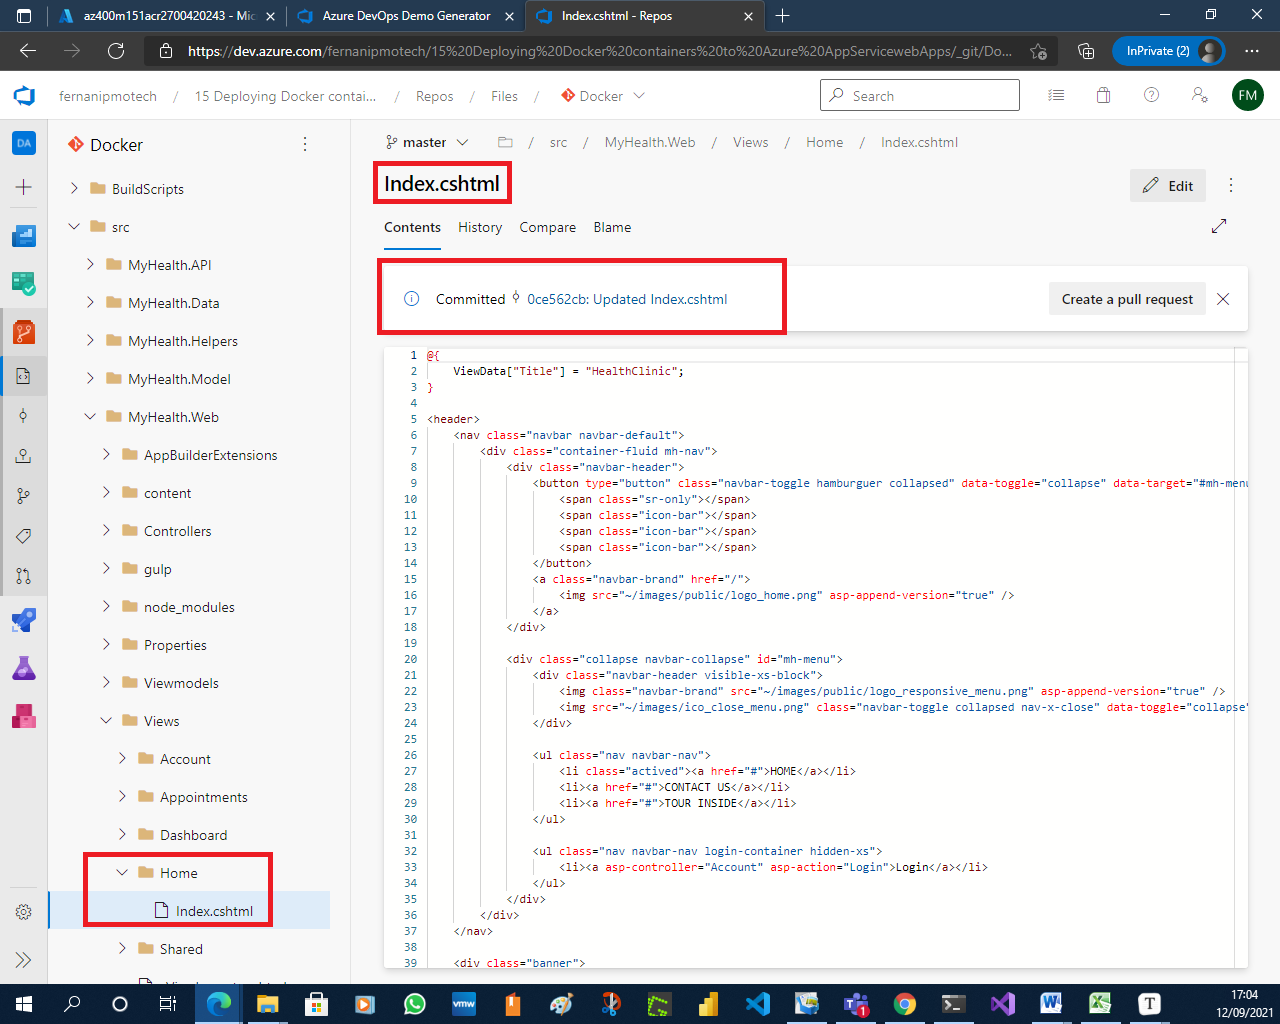 az400m151acr2700420243 - Mic
Azure DevOps Demo Generator
Index.cshtml - Repos
https://dev.azure.com/fernanipmotech/15%20Deploying%20Docker%20containers%20to%20Azure%20AppServicewebApps/_git/Do...
InPrivate (2)
fernanipmotech / 15 Deploying Docker contai... / Repos / Files / Docker
Search
FM
DA
Docker
BuildScripts
src
MyHealth.API
MyHealth.Data
MyHealth.Helpers
MyHealth.Model
MyHealth.Web
AppBuilderExtensions
content
Controllers
gulp
node_modules
Properties
Viewmodels
Views
Account
Appointments
Dashboard
Home
Index.cshtml
Shared
master / src / MyHealth.Web / Views / Home / Index.cshtml
Index.cshtml
Edit
Contents History Compare Blame
Committed 0ce562cb: Updated Index.cshtml
Create a pull request
1 @{
2 ViewData["Title"] = "HealthClinic";
3 }
4
5 <header>
6 <nav class="navbar navbar-default">
7 <div class="container-fluid mh-nav">
8 <div class="navbar-header">
9 <button type="button" class="navbar-toggle hamburguer collapsed" data-toggle="collapse" data-target="#mh-menu
10 <span class="sr-only"></span>
11 <span class="icon-bar"></span>
12 <span class="icon-bar"></span>
13 <span class="icon-bar"></span>
14 </button>
15 <a class="navbar-brand" href="/">
16 <img src="~/images/public/logo_home.png" asp-append-version="true" />
17 </a>
18 </div>
19
20 <div class="collapse navbar-collapse" id="mh-menu">
21 <div class="navbar-header visible-xs-block">
22 <img class="navbar-brand" src="~/images/public/logo_responsive_menu.png" asp-append-version="true" />
23 <img src="~/images/ico_close_menu.png" class="navbar-toggle collapsed nav-x-close" data-toggle="collapse"
24 </div>
25
26 <ul class="nav navbar-nav">
27 <li class="actived"><a href="#">HOME</a></li>
28 <li><a href="#">CONTACT US</a></li>
29 <li><a href="#">TOUR INSIDE</a></li>
30 </ul>
31
32 <ul class="nav navbar-nav login-container hidden-xs">
33 <li><a asp-controller="Account" asp-action="Login">Login</a></li>
34 </ul>
35 </div>
36 </div>
37 </nav>
38
39 <div class="banner">
vmw
1
T
17:04
12/09/2021